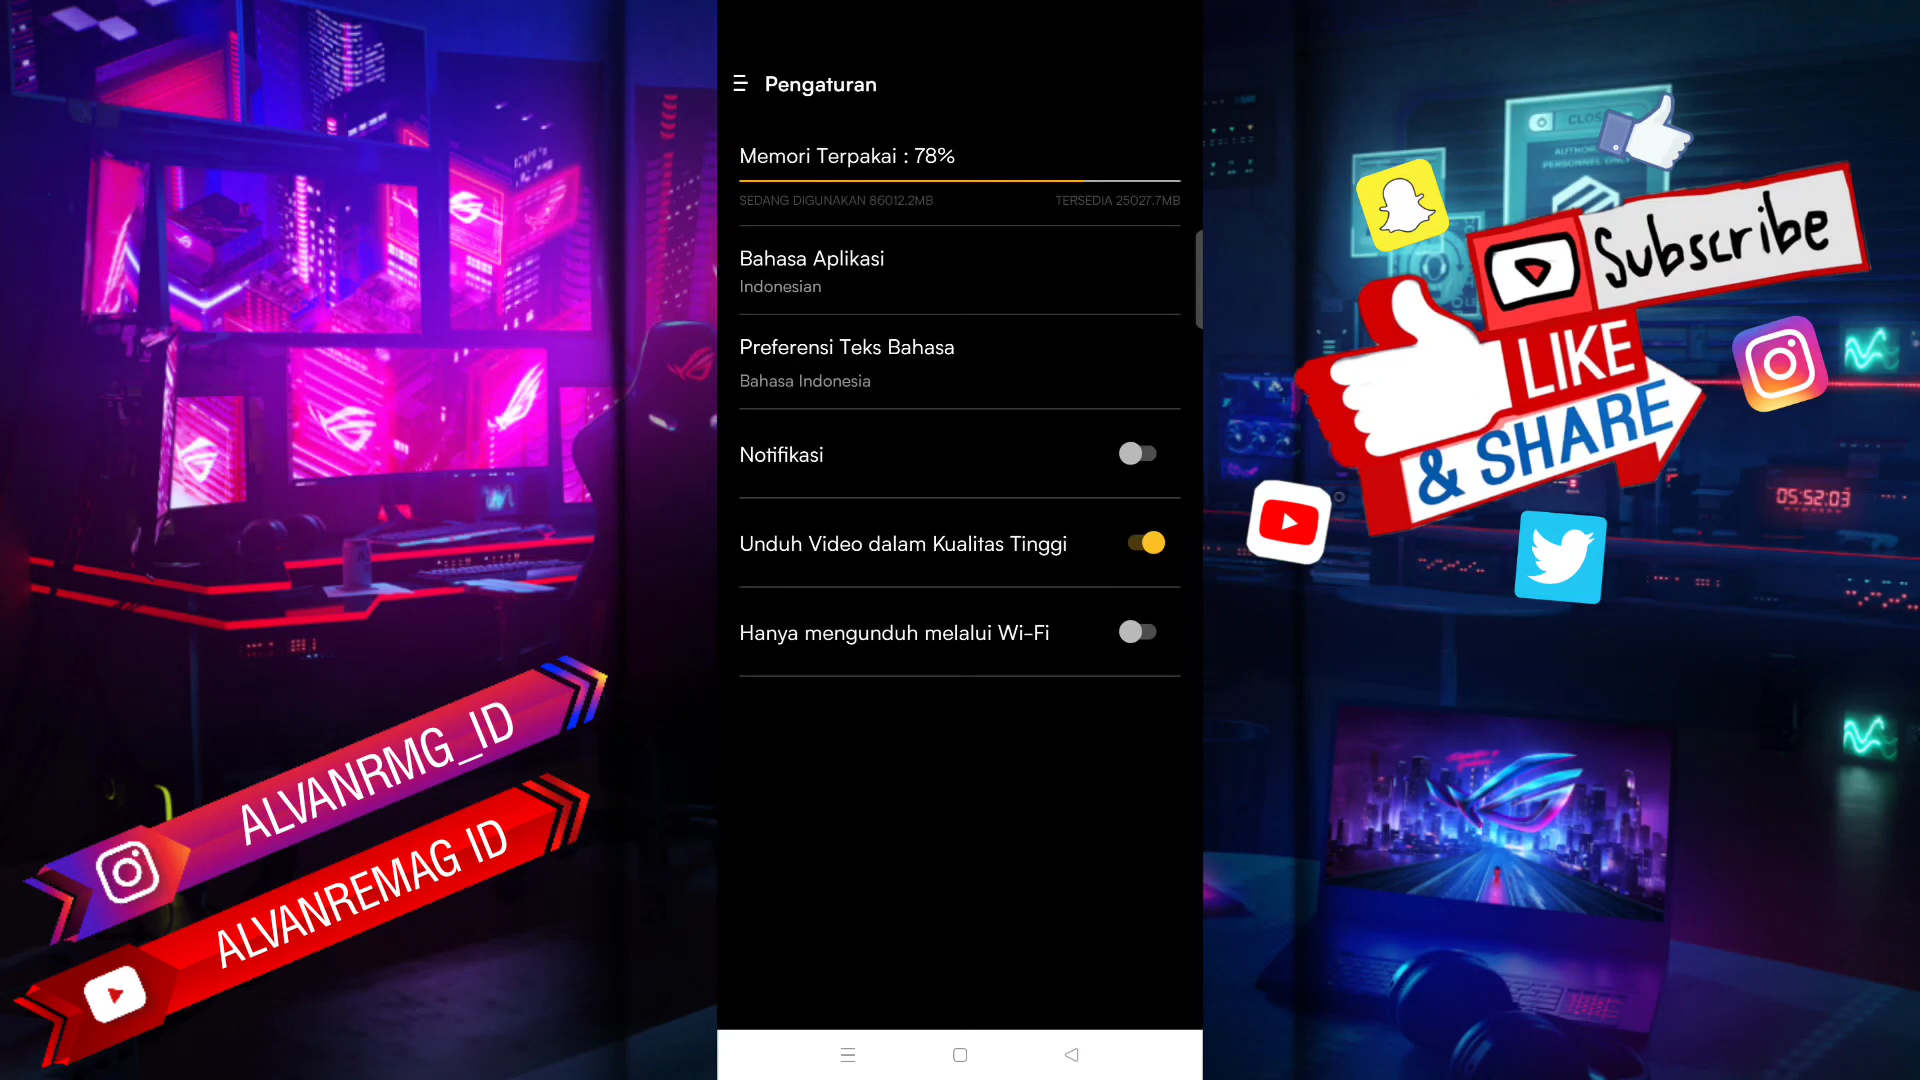 Pengaturan
Memori Terpakai : 78%
SEDANG DIGUNAKAN 86012.2MB
TERSEDIA 25027.7MB
Bahasa Aplikasi
Indonesian
Preferensi Teks Bahasa
Bahasa Indonesia
Notifikasi
Unduh Video dalam Kualitas Tinggi
Hanya mengunduh melalui Wi-Fi
ALVANRMG_ID
ALVANREMAG ID
Subscribe
LIKE
& SHARE
05:52:03